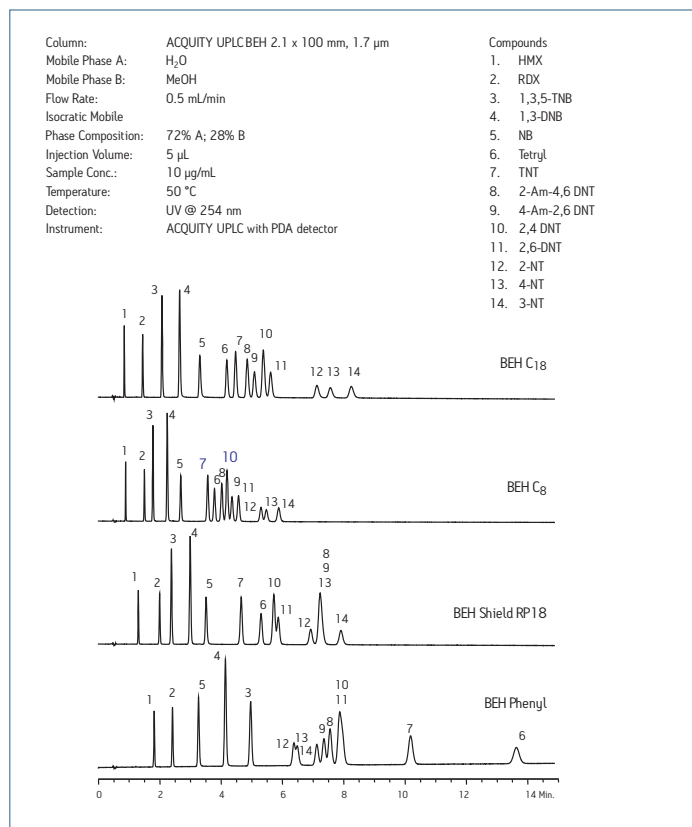 Column: ACQUITY UPLC BEH 2.1 x 100 mm, 1.7 µm
Mobile Phase A: H₂O
Mobile Phase B: MeOH
Flow Rate: 0.5 mL/min
Isocratic Mobile
Phase Composition: 72% A; 28% B
Injection Volume: 5 µL
Sample Conc.: 10 µg/mL
Temperature: 50 °C
Detection: UV @ 254 nm
Instrument: ACQUITY UPLC with PDA detector
Compounds
1. HMX
2. RDX
3. 1,3,5-TNB
4. 1,3-DNB
5. NB
6. Tetryl
7. TNT
8. 2-Am-4,6 DNT
9. 4-Am-2,6 DNT
10. 2,4 DNT
11. 2,6-DNT
12. 2-NT
13. 4-NT
14. 3-NT
1 2 3 4 5 6 7 8 9 10 11 12 13 14
BEH C₁₈
1 2 3 4 5 7 6 8 10 9 11 12 13 14
BEH C₈
1 2 3 4 5 7 6 10 11 12 8 9 13 14
BEH Shield RP18
1 2 5 4 3 12 13 14 9 8 10 11 7 6
BEH Phenyl
0 2 4 6 8 10 12 14 Min.